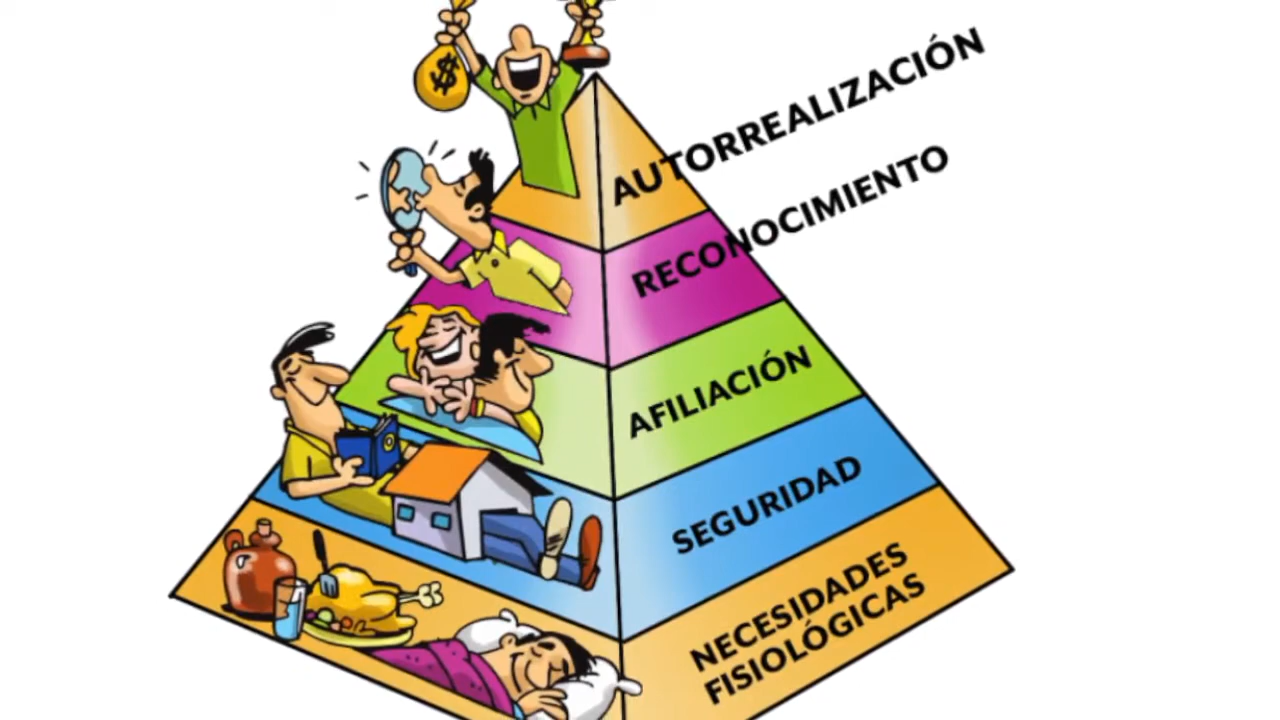 $
AUTORREALIZACIÓN
RECONOCIMIENTO
AFILIACIÓN
SEGURIDAD
NECESIDADES
FISIOLÓGICAS